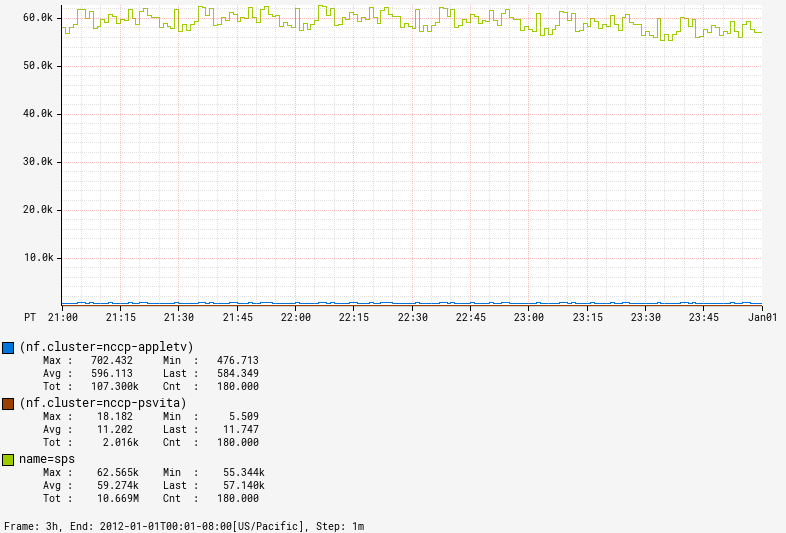 60.0k
50.0k
40.0k
30.0k
20.0k
10.0k
PT 21:00 21:15 21:30 21:45 22:00 22:15 22:30 22:45 23:00 23:15 23:30 23:45 Jan01
(nf.cluster=nccp-appletv)
Max : 702.432 Min : 476.713
Avg : 596.113 Last : 584.349
Tot : 107.300k Cnt : 180.000
(nf.cluster=nccp-psvita)
Max : 18.182 Min : 5.509
Avg : 11.202 Last : 11.747
Tot : 2.016k Cnt : 180.000
name=sps
Max : 62.565k Min : 55.344k
Avg : 59.274k Last : 57.140k
Tot : 10.669M Cnt : 180.000
Frame: 3h, End: 2012-01-01T00:01-08:00[US/Pacific], Step: 1m